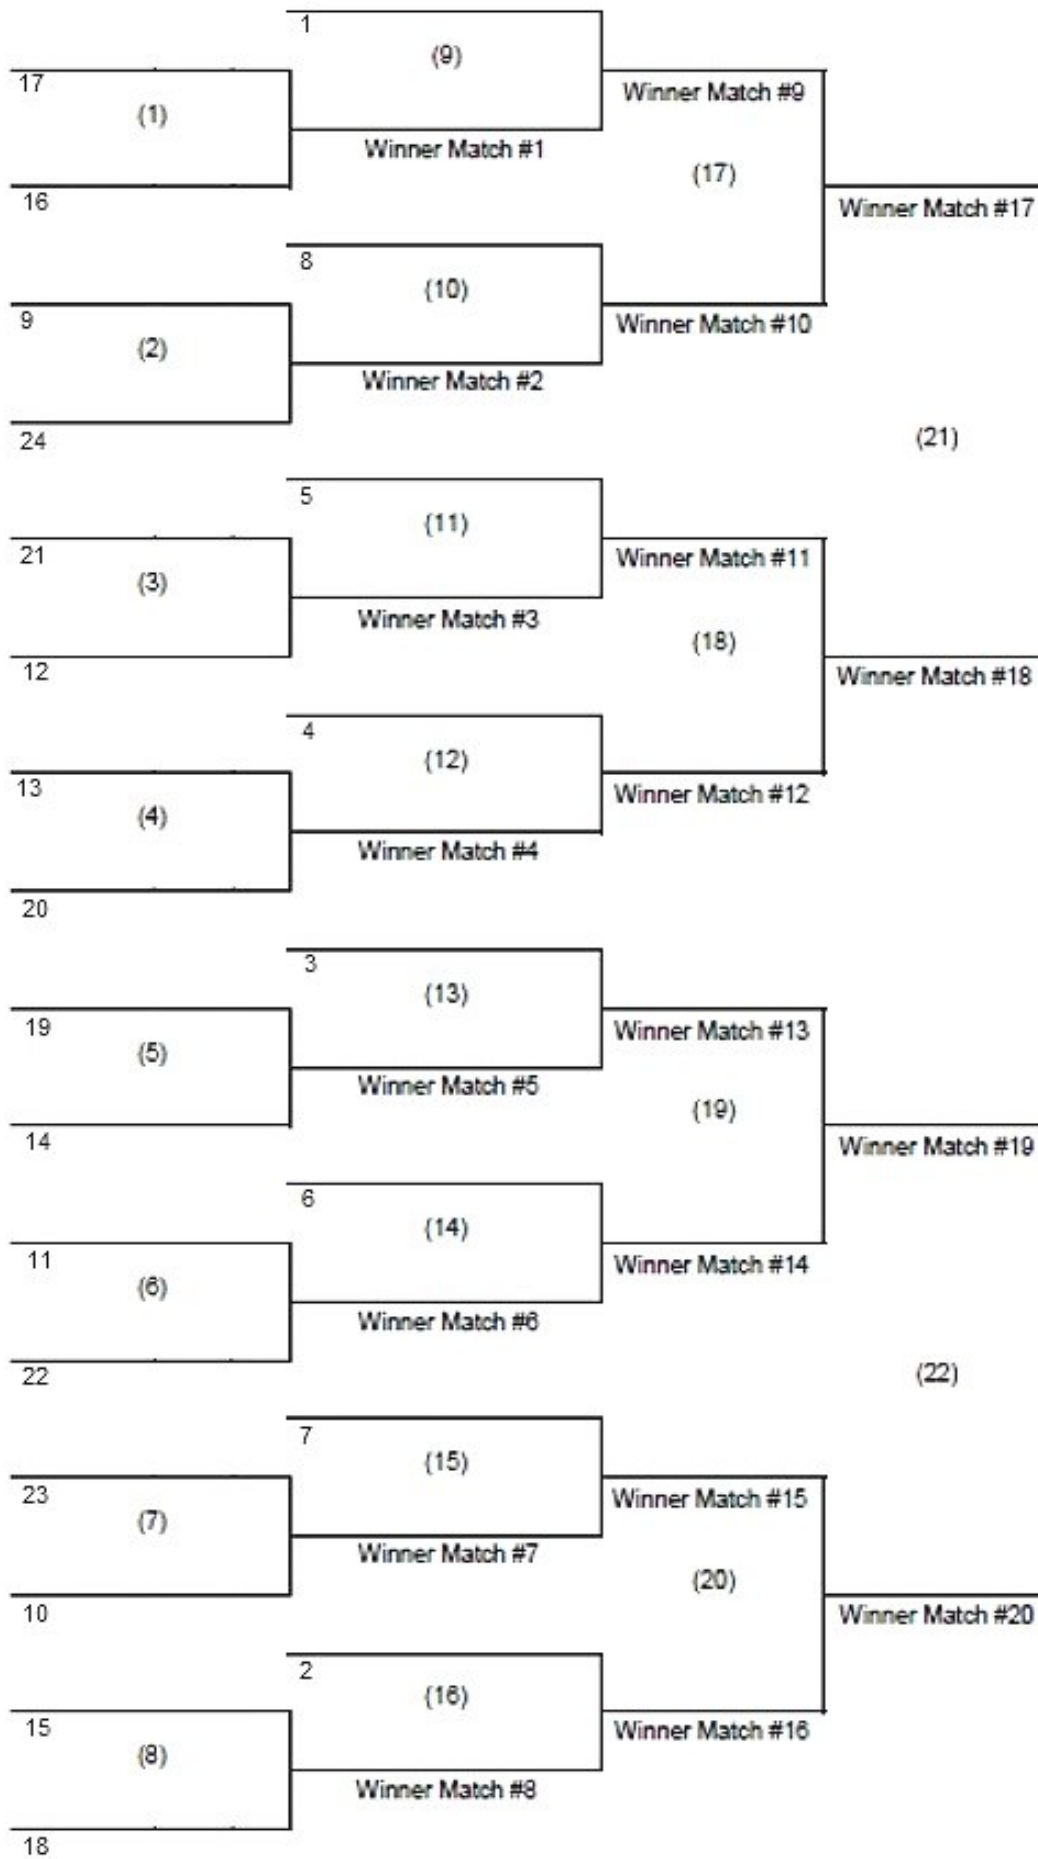 1
(9)
17
Winner Match #9
(1)
Winner Match #1
(17)
16
Winner Match #17
8
(10)
9
Winner Match #10
(2)
Winner Match #2
24
(21)
5
(11)
21
Winner Match #11
(3)
Winner Match #3
(18)
12
Winner Match #18
4
(12)
13
Winner Match #12
(4)
Winner Match #4
20
3
(13)
19
Winner Match #13
(5)
Winner Match #5
(19)
14
Winner Match #19
6
(14)
11
Winner Match #14
(6)
Winner Match #6
22
(22)
7
(15)
23
Winner Match #15
(7)
Winner Match #7
(20)
10
Winner Match #20
2
(16)
15
Winner Match #16
(8)
Winner Match #8
18